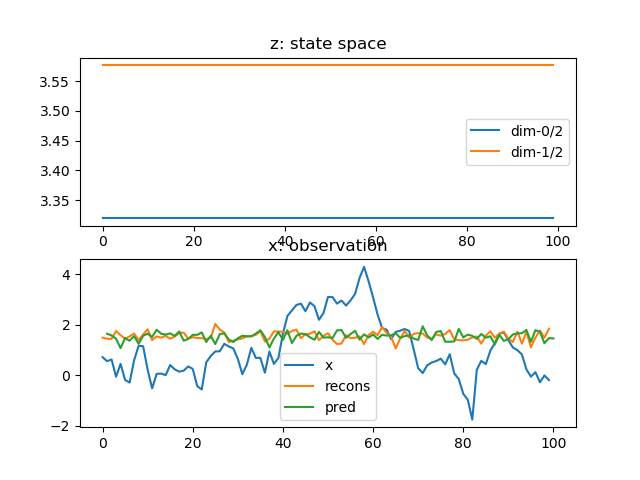 z: state space
3.55
3.50
3.45
3.40
3.35
dim-0/2
dim-1/2
0 20 40 60 80 100
x: observation
4
2
0
−2
x
recons
pred
0 20 40 60 80 100